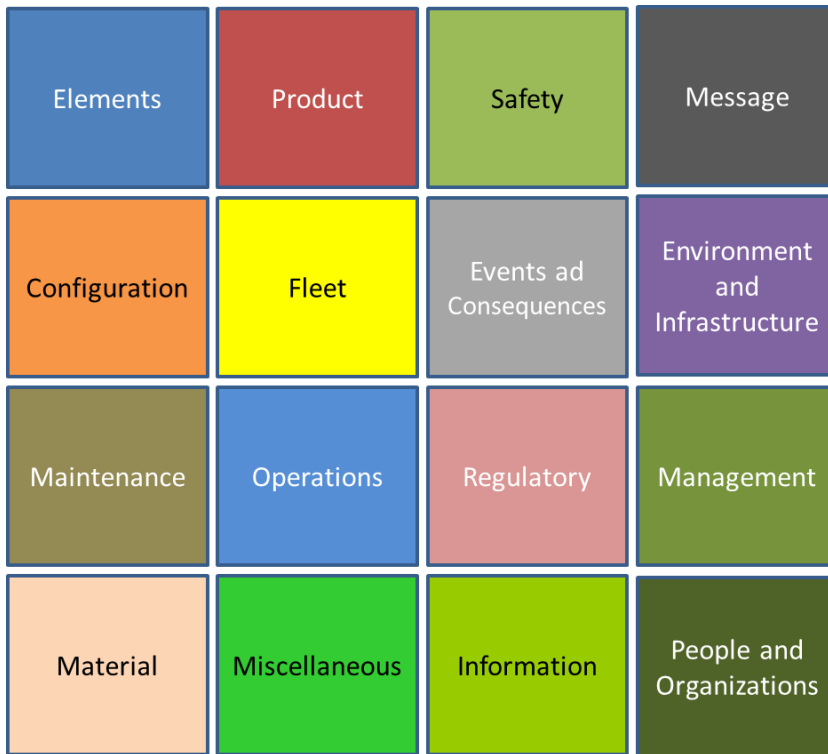 Elements
Product
Safety
Message
Configuration
Fleet
Events ad
Consequences
Environment
and
Infrastructure
Maintenance
Operations
Regulatory
Management
Material
Miscellaneous
Information
People and
Organizations